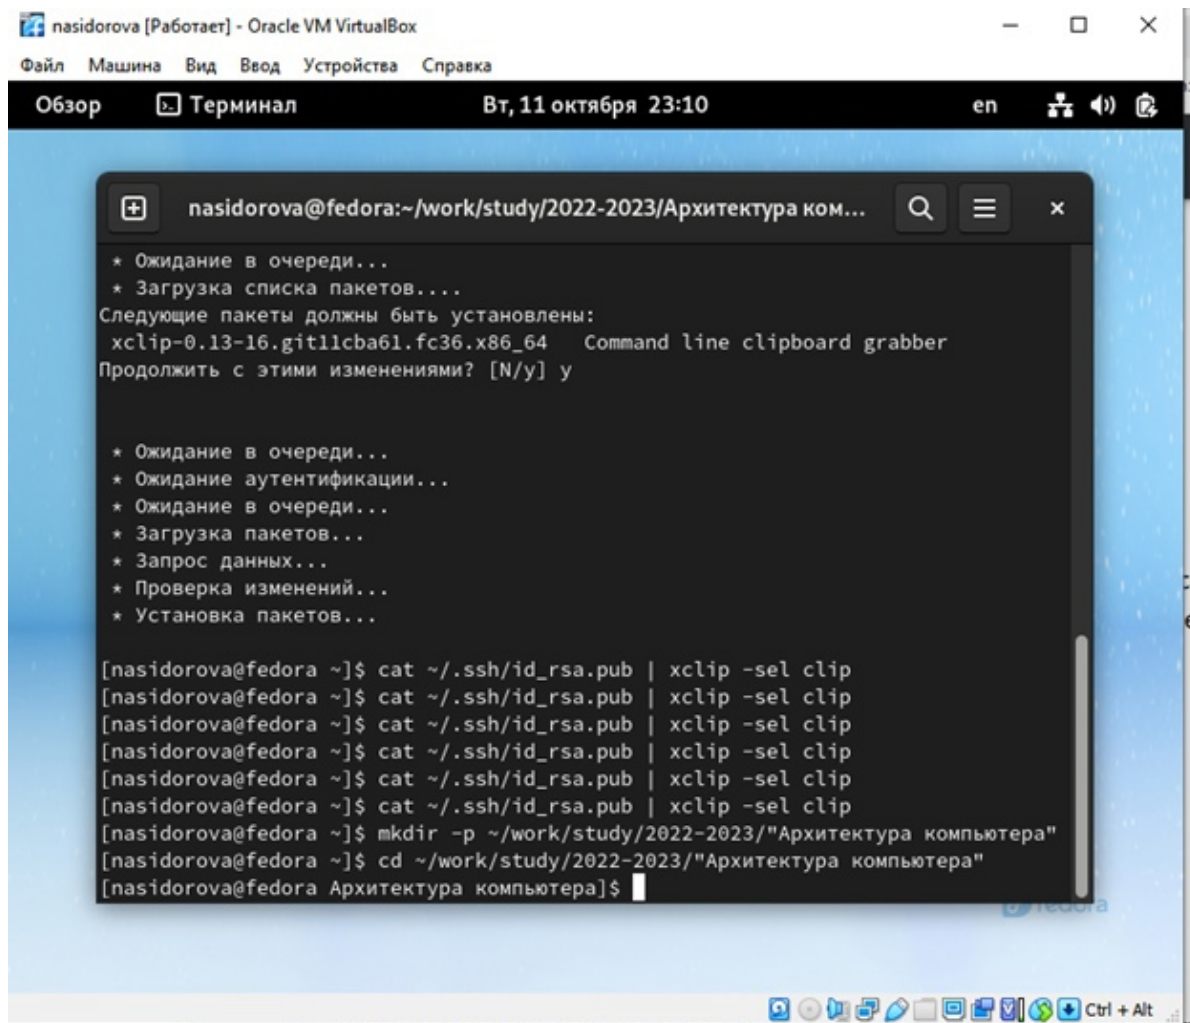 nasidorova [Работает] - Oracle VM VirtualBox
Файл Машина Вид Ввод Устройства Справка
Обзор Терминал Вт, 11 октября 23:10 en
nasidorova@fedora:~/work/study/2022-2023/Архитектура ком...
* Ожидание в очереди...
* Загрузка списка пакетов....
Следующие пакеты должны быть установлены:
xclip-0.13-16.git11cba61.fc36.x86_64 Command line clipboard grabber
Продолжить с этими изменениями? [N/y] y
* Ожидание в очереди...
* Ожидание аутентификации...
* Ожидание в очереди...
* Загрузка пакетов...
* Запрос данных...
* Проверка изменений...
* Установка пакетов...
[nasidorova@fedora ~]$ cat ~/.ssh/id_rsa.pub | xclip -sel clip
[nasidorova@fedora ~]$ cat ~/.ssh/id_rsa.pub | xclip -sel clip
[nasidorova@fedora ~]$ cat ~/.ssh/id_rsa.pub | xclip -sel clip
[nasidorova@fedora ~]$ cat ~/.ssh/id_rsa.pub | xclip -sel clip
[nasidorova@fedora ~]$ cat ~/.ssh/id_rsa.pub | xclip -sel clip
[nasidorova@fedora ~]$ cat ~/.ssh/id_rsa.pub | xclip -sel clip
[nasidorova@fedora ~]$ mkdir -p ~/work/study/2022-2023/"Архитектура компьютера"
[nasidorova@fedora ~]$ cd ~/work/study/2022-2023/"Архитектура компьютера"
[nasidorova@fedora Архитектура компьютера]$
fedora
Ctrl + Alt